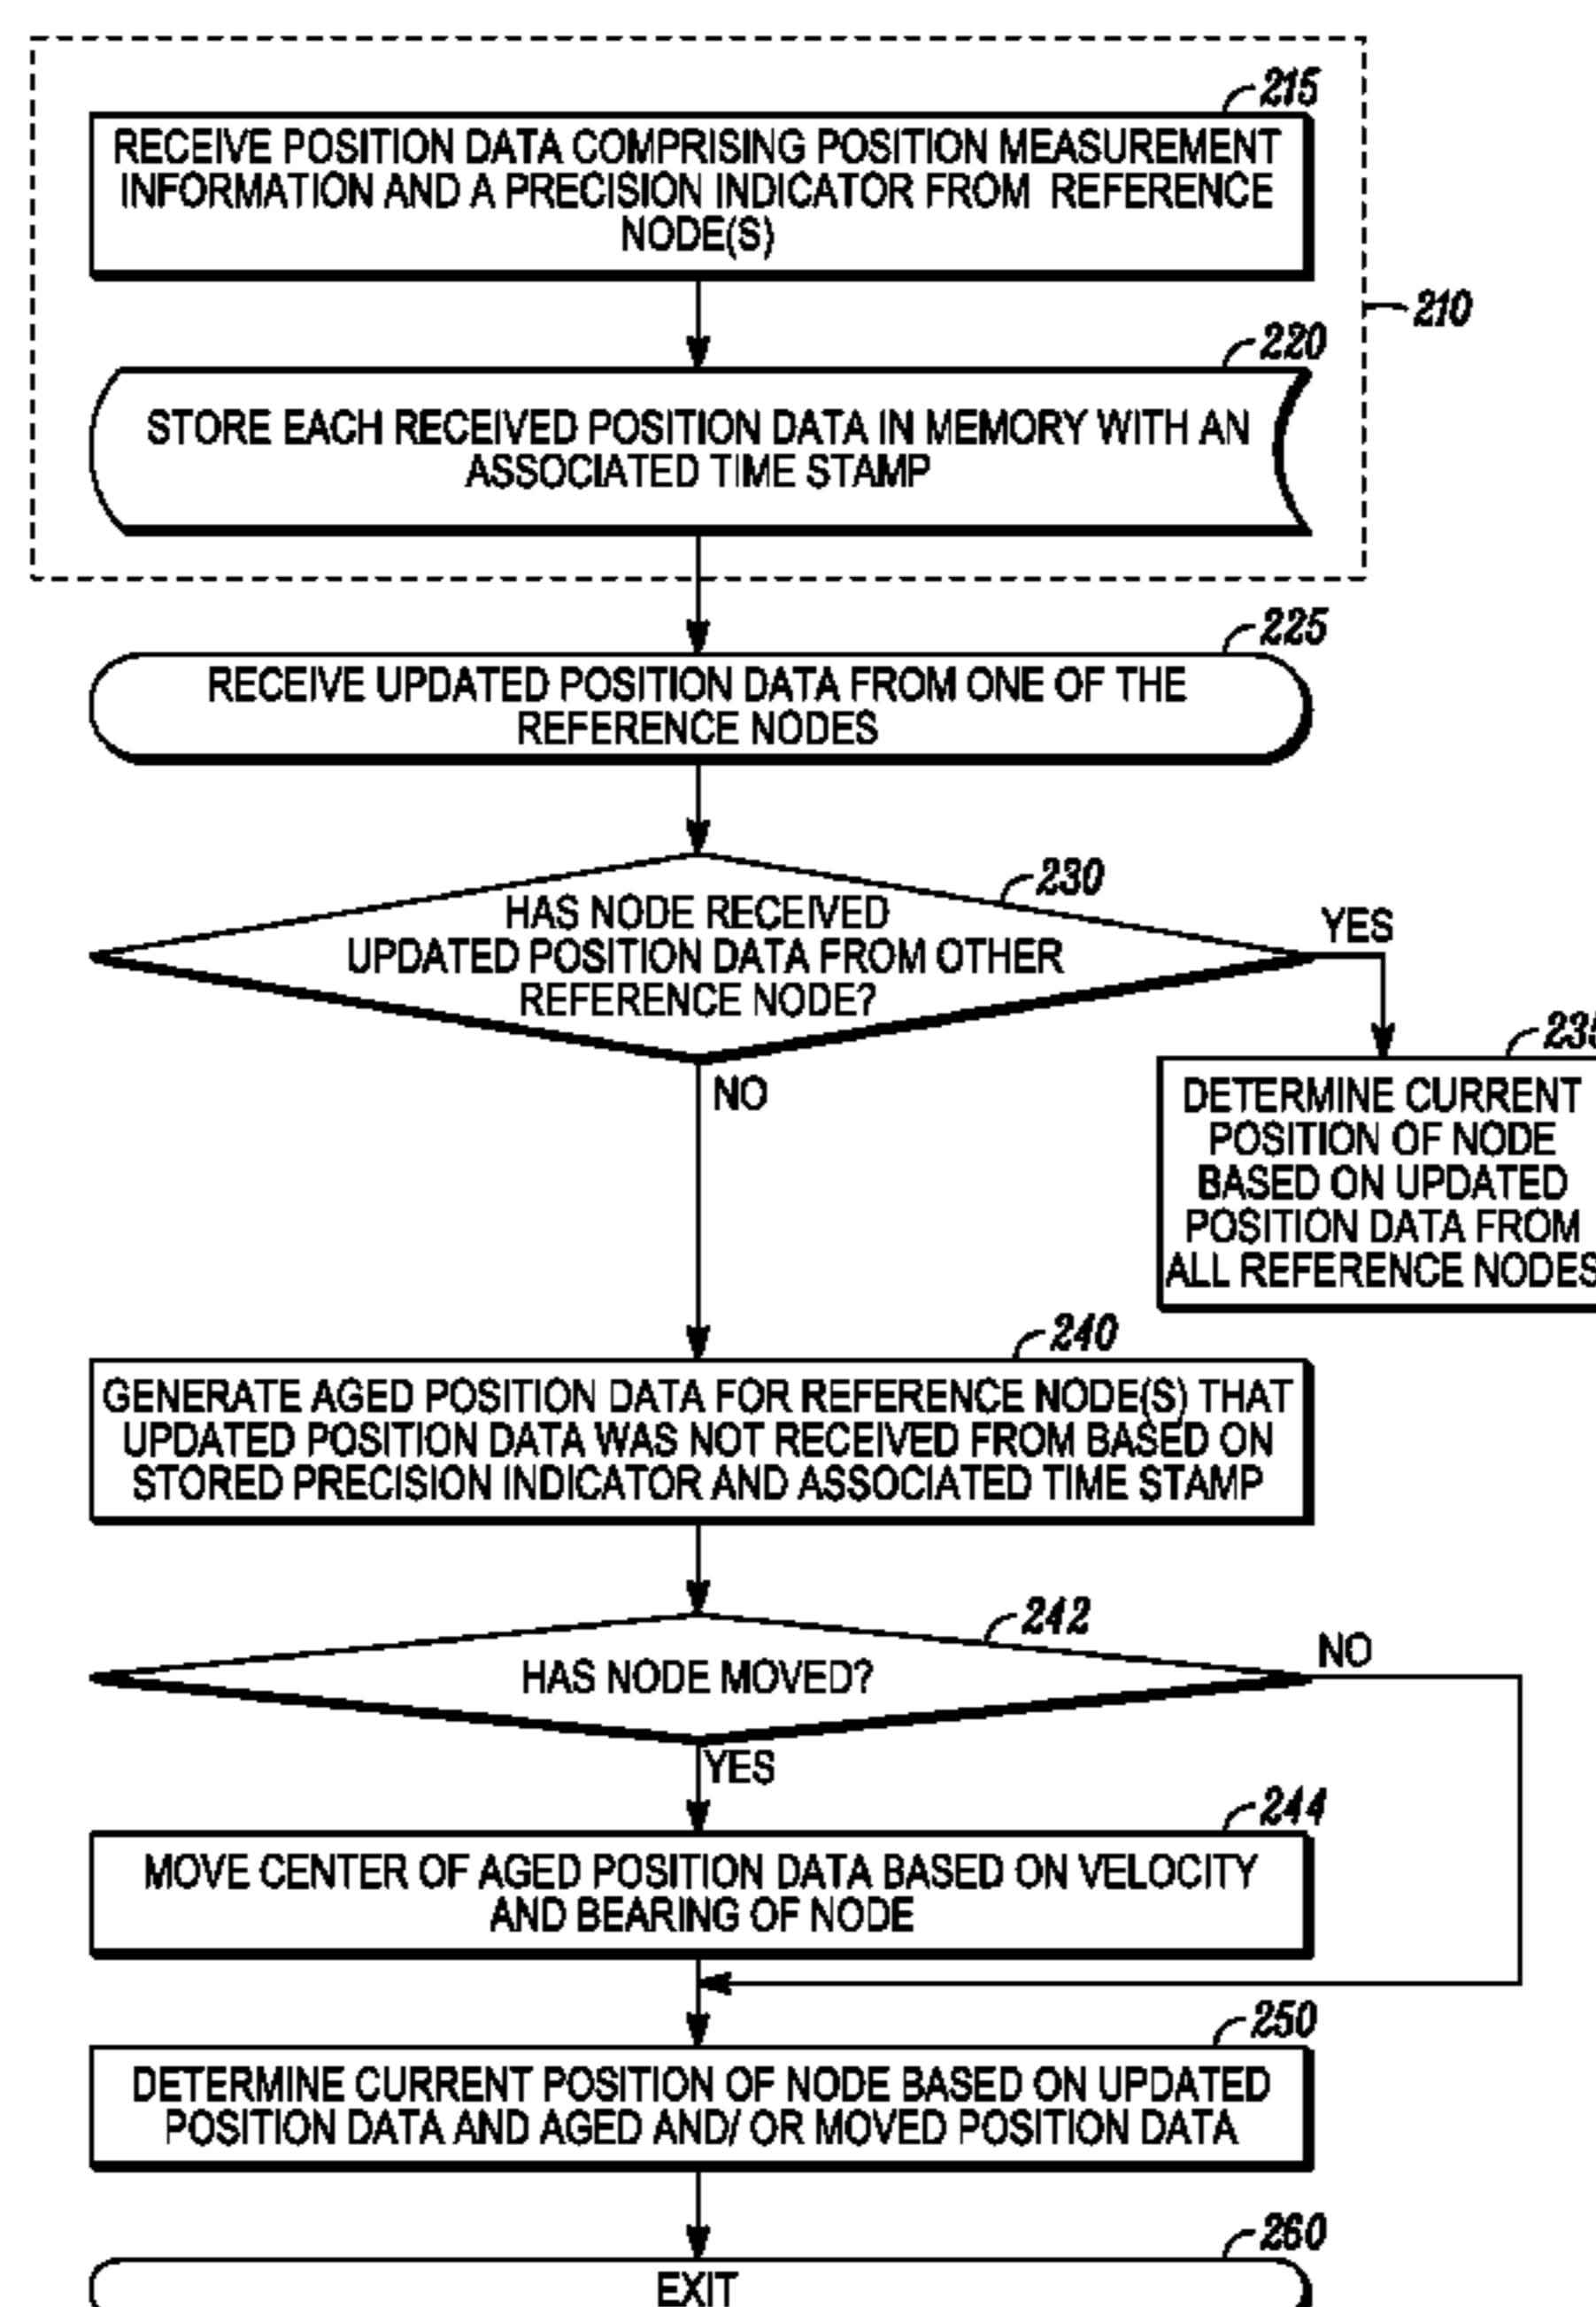 215
RECEIVE POSITION DATA COMPRISING POSITION MEASUREMENT
INFORMATION AND A PRECISION INDICATOR FROM REFERENCE
NODE(S)
210
220
STORE EACH RECEIVED POSITION DATA IN MEMORY WITH AN
ASSOCIATED TIME STAMP
225
RECEIVE UPDATED POSITION DATA FROM ONE OF THE
REFERENCE NODES
230
HAS NODE RECEIVED
UPDATED POSITION DATA FROM OTHER
REFERENCE NODE?
YES
NO
235
DETERMINE CURRENT
POSITION OF NODE
BASED ON UPDATED
POSITION DATA FROM
ALL REFERENCE NODES
240
GENERATE AGED POSITION DATA FOR REFERENCE NODE(S) THAT
UPDATED POSITION DATA WAS NOT RECEIVED FROM BASED ON
STORED PRECISION INDICATOR AND ASSOCIATED TIME STAMP
242
HAS NODE MOVED?
NO
YES
244
MOVE CENTER OF AGED POSITION DATA BASED ON VELOCITY
AND BEARING OF NODE
250
DETERMINE CURRENT POSITION OF NODE BASED ON UPDATED
POSITION DATA AND AGED AND/ OR MOVED POSITION DATA
260
EXIT